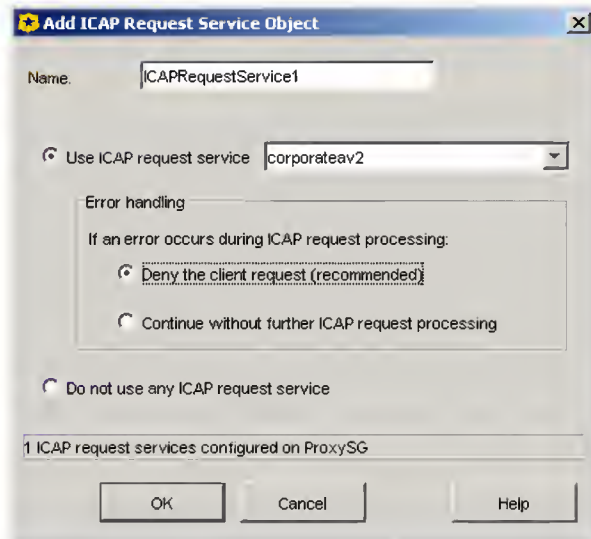 Add ICAP Request Service Object
Name. ICAPRequestService1
Use ICAP request service corporateav2
Error handling
If an error occurs during ICAP request processing:
Deny the client request (recommended)
Continue without further ICAP request processing
Do not use any ICAP request service
1 ICAP request services configured on ProxySG
OK Cancel Help